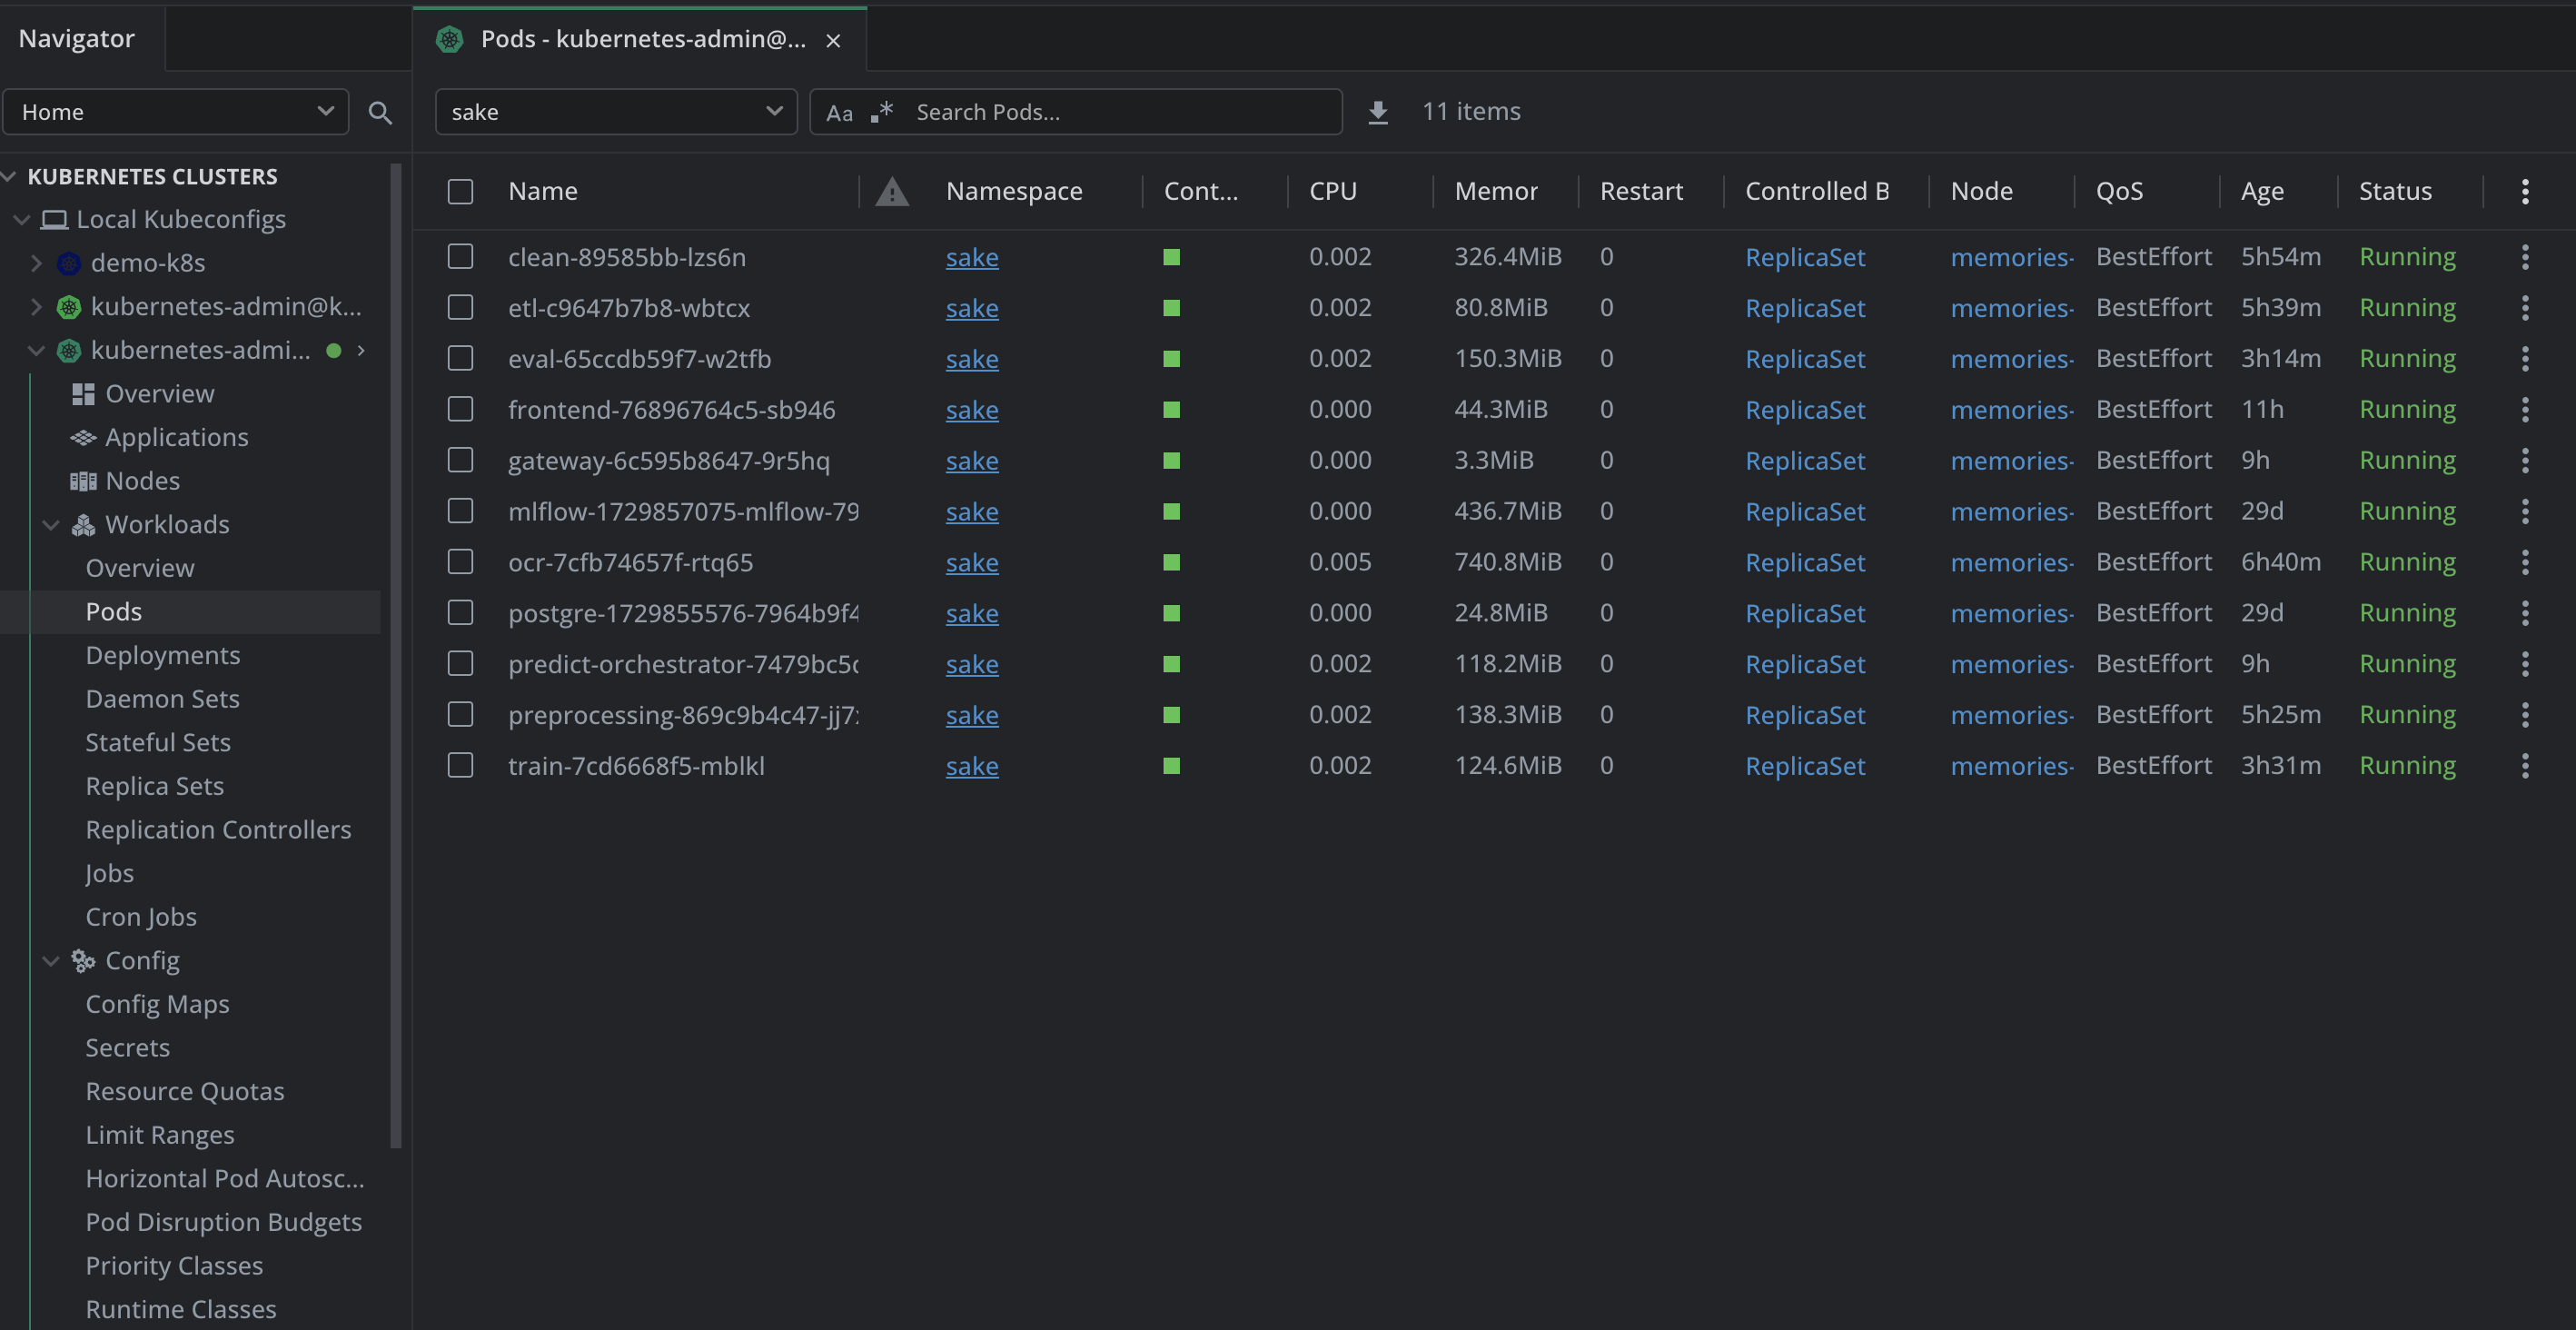 Navigator
Pods - kubernetes-admin@...
Home
sake
Aa .* Search Pods...
11 items
KUBERNETES CLUSTERS
Local Kubeconfigs
demo-k8s
kubernetes-admin@k...
kubernetes-admi...
Overview
Applications
Nodes
Workloads
Overview
Pods
Deployments
Daemon Sets
Stateful Sets
Replica Sets
Replication Controllers
Jobs
Cron Jobs
Config
Config Maps
Secrets
Resource Quotas
Limit Ranges
Horizontal Pod Autosc...
Pod Disruption Budgets
Priority Classes
Runtime Classes
Name Namespace Cont... CPU Memor Restart Controlled B Node QoS Age Status
clean-89585bb-lzs6n sake 0.002 326.4MiB 0 ReplicaSet memories- BestEffort 5h54m Running
etl-c9647b7b8-wbtcx sake 0.002 80.8MiB 0 ReplicaSet memories- BestEffort 5h39m Running
eval-65ccdb59f7-w2tfb sake 0.002 150.3MiB 0 ReplicaSet memories- BestEffort 3h14m Running
frontend-76896764c5-sb946 sake 0.000 44.3MiB 0 ReplicaSet memories- BestEffort 11h Running
gateway-6c595b8647-9r5hq sake 0.000 3.3MiB 0 ReplicaSet memories- BestEffort 9h Running
mlflow-1729857075-mlflow-79 sake 0.000 436.7MiB 0 ReplicaSet memories- BestEffort 29d Running
ocr-7cfb74657f-rtq65 sake 0.005 740.8MiB 0 ReplicaSet memories- BestEffort 6h40m Running
postgre-1729855576-7964b9f4 sake 0.000 24.8MiB 0 ReplicaSet memories- BestEffort 29d Running
predict-orchestrator-7479bc5c sake 0.002 118.2MiB 0 ReplicaSet memories- BestEffort 9h Running
preprocessing-869c9b4c47-jj7 sake 0.002 138.3MiB 0 ReplicaSet memories- BestEffort 5h25m Running
train-7cd6668f5-mblkl sake 0.002 124.6MiB 0 ReplicaSet memories- BestEffort 3h31m Running